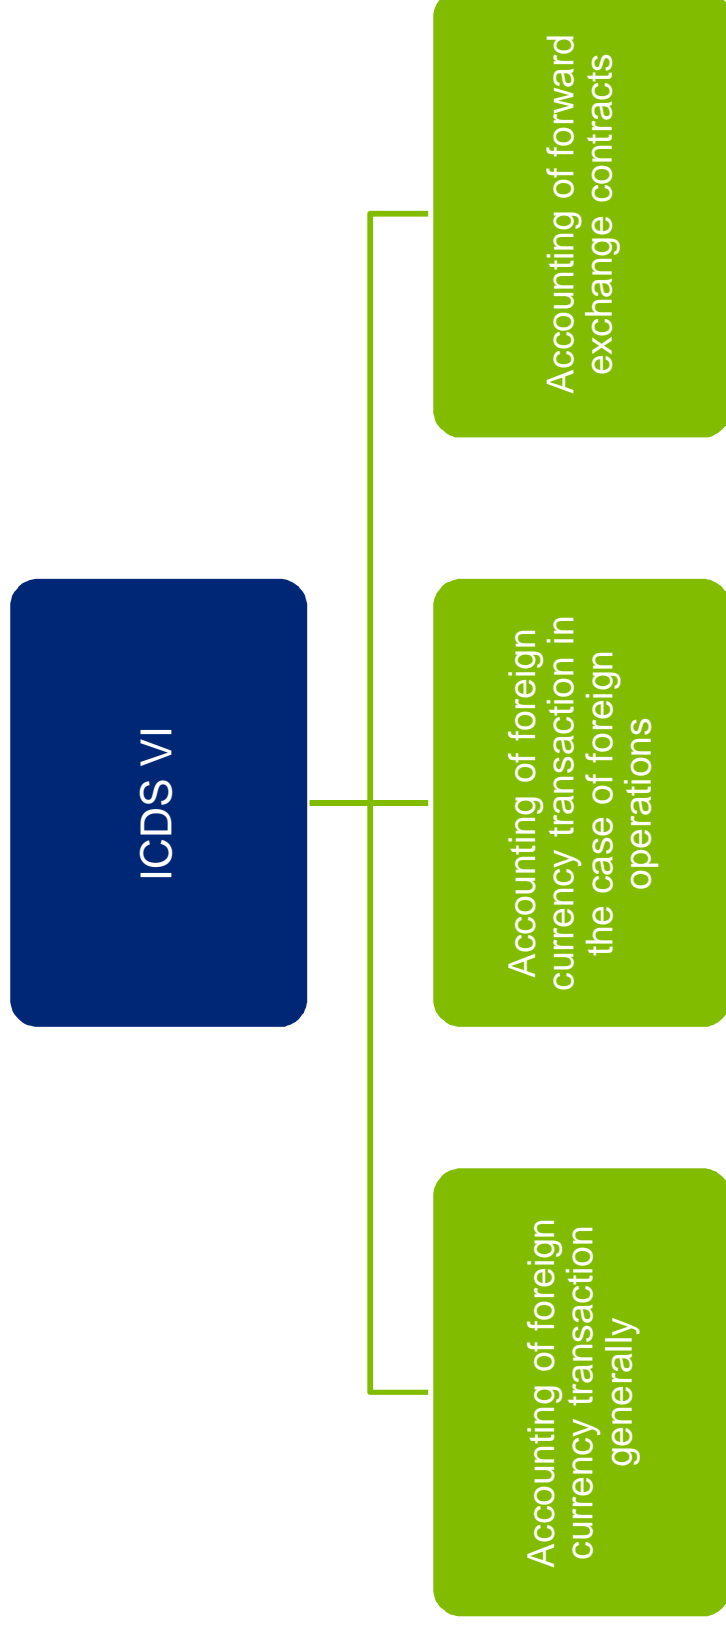 ICDS VI
Accounting of foreign
currency transaction
generally
Accounting of foreign
currency transaction in
the case of foreign
operations
Accounting of forward
exchange contracts